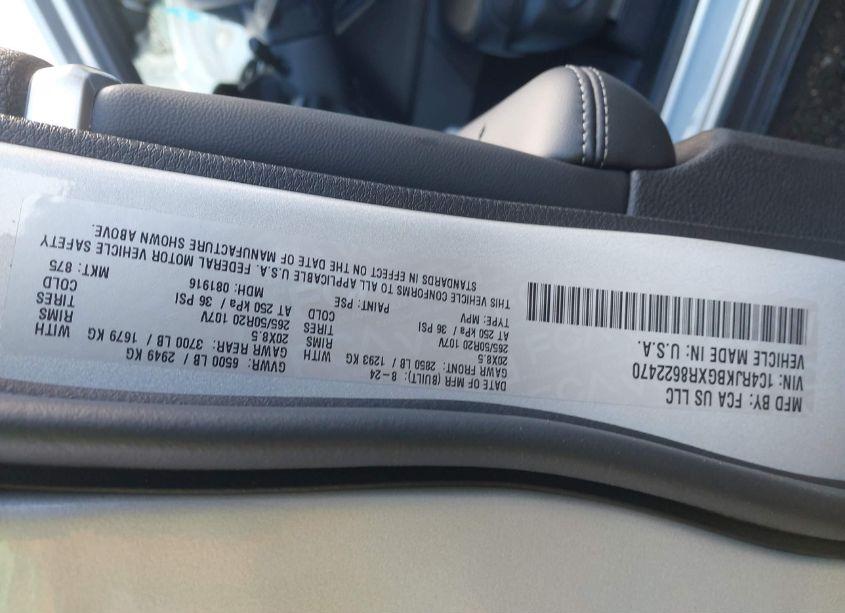 MFD BY: FCA US LLC
DATE OF MFR (BUILT): 8-24
GVWR: 6500 LB / 2949 KG
GAWR FRONT: 2850 LB / 1293 KG WITH
20X8.5 RIMS
265/50R20 107V TIRES
AT 250 kPa / 36 PSI COLD
GAWR REAR: 3700 LB / 1679 KG WITH
20X8.5 RIMS
265/50R20 107V TIRES
AT 250 kPa / 36 PSI COLD
VIN: 1C4RJKBGXR8622470
VEHICLE MADE IN U.S.A.
TYPE: MPV
PAINT: PSE
MDH: 081916
MKT: 875
THIS VEHICLE CONFORMS TO ALL APPLICABLE U.S.A. FEDERAL MOTOR VEHICLE SAFETY
STANDARDS IN EFFECT ON THE DATE OF MANUFACTURE SHOWN ABOVE.